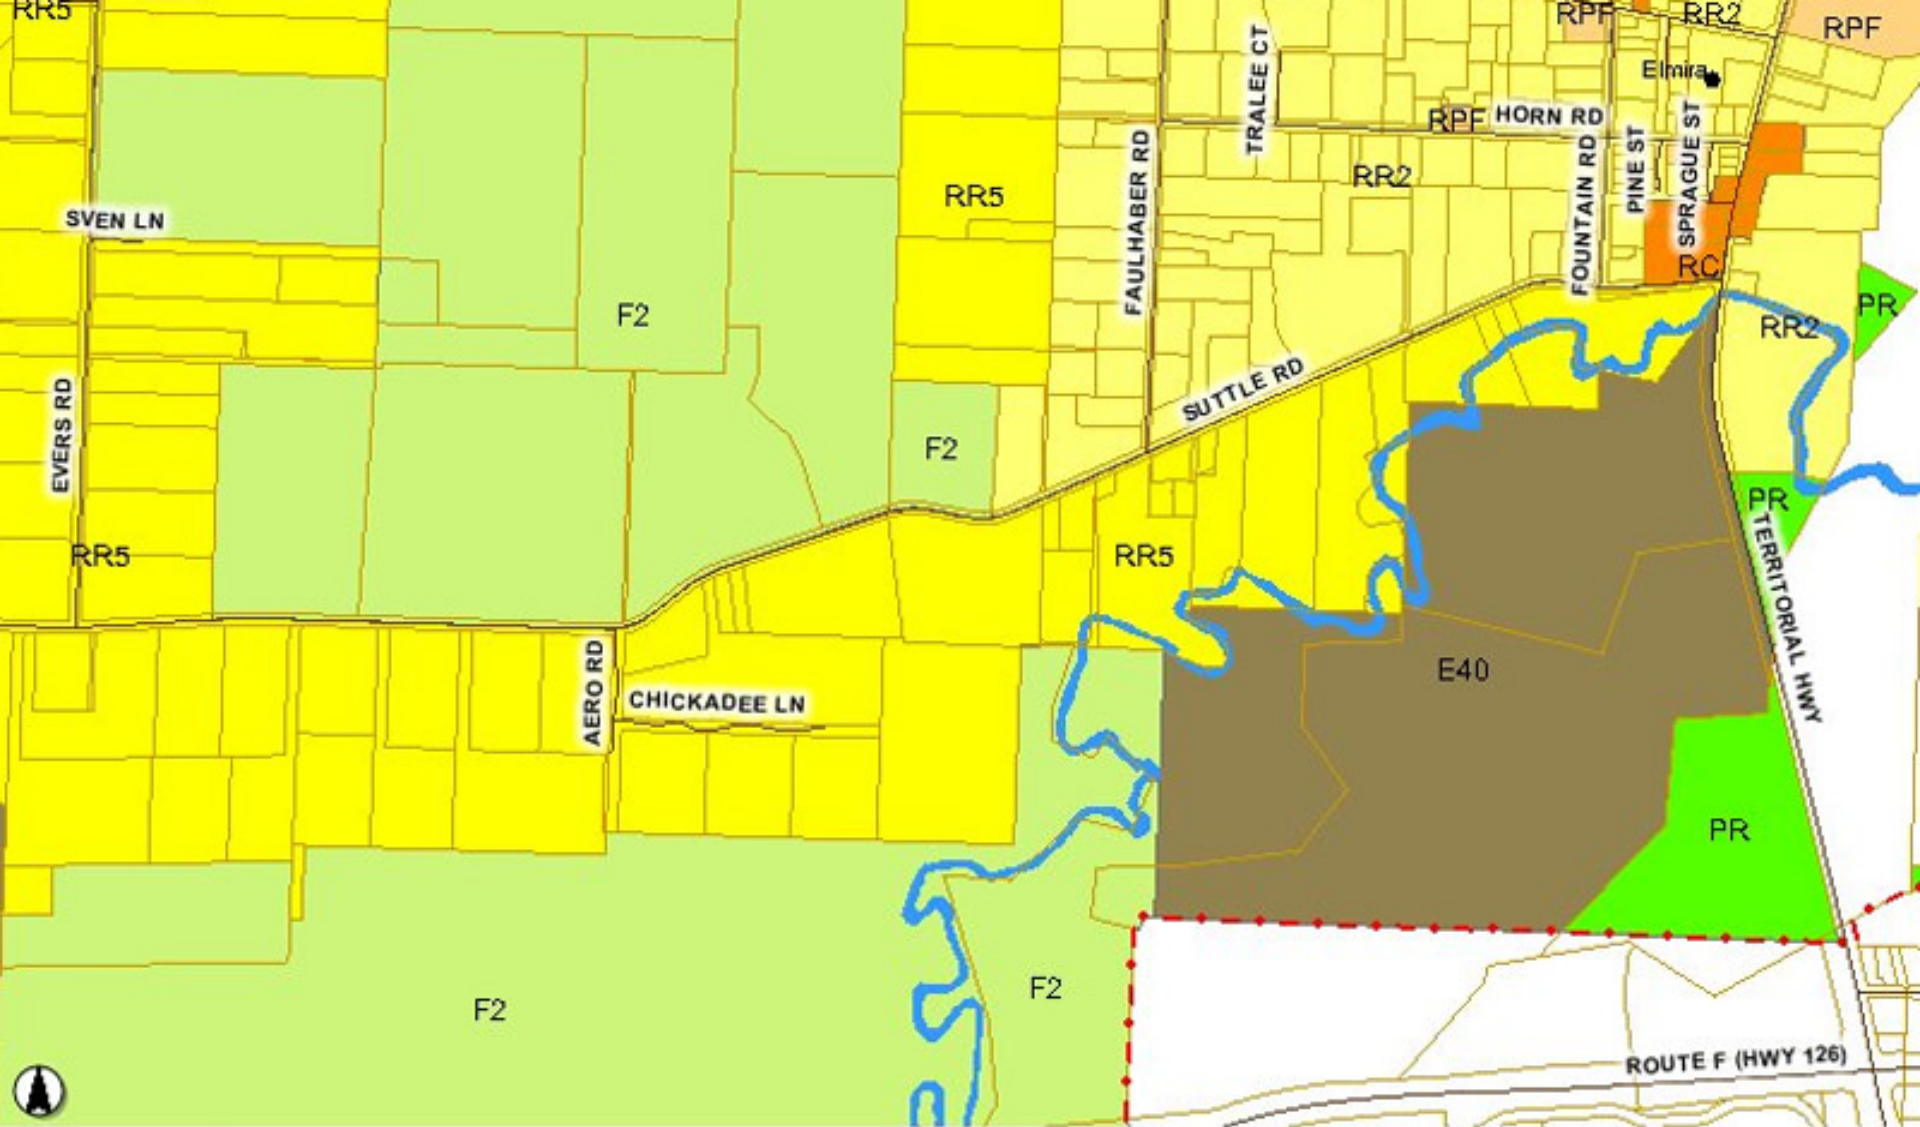 RR5
RPF
RR2
RPF
Elmira
TRALEE CT
RPF
HORN RD
FAULHABER RD
RR2
FOUNTAIN RD
PINE ST
SPRAGUE ST
RR5
SVEN LN
RC
PR
F2
RR2
EVERS RD
SUTTLE RD
F2
PR
RR5
RR5
TERRITORIAL HWY
E40
AERO RD
CHICKADEE LN
PR
F2
F2
ROUTE F (HWY 126)